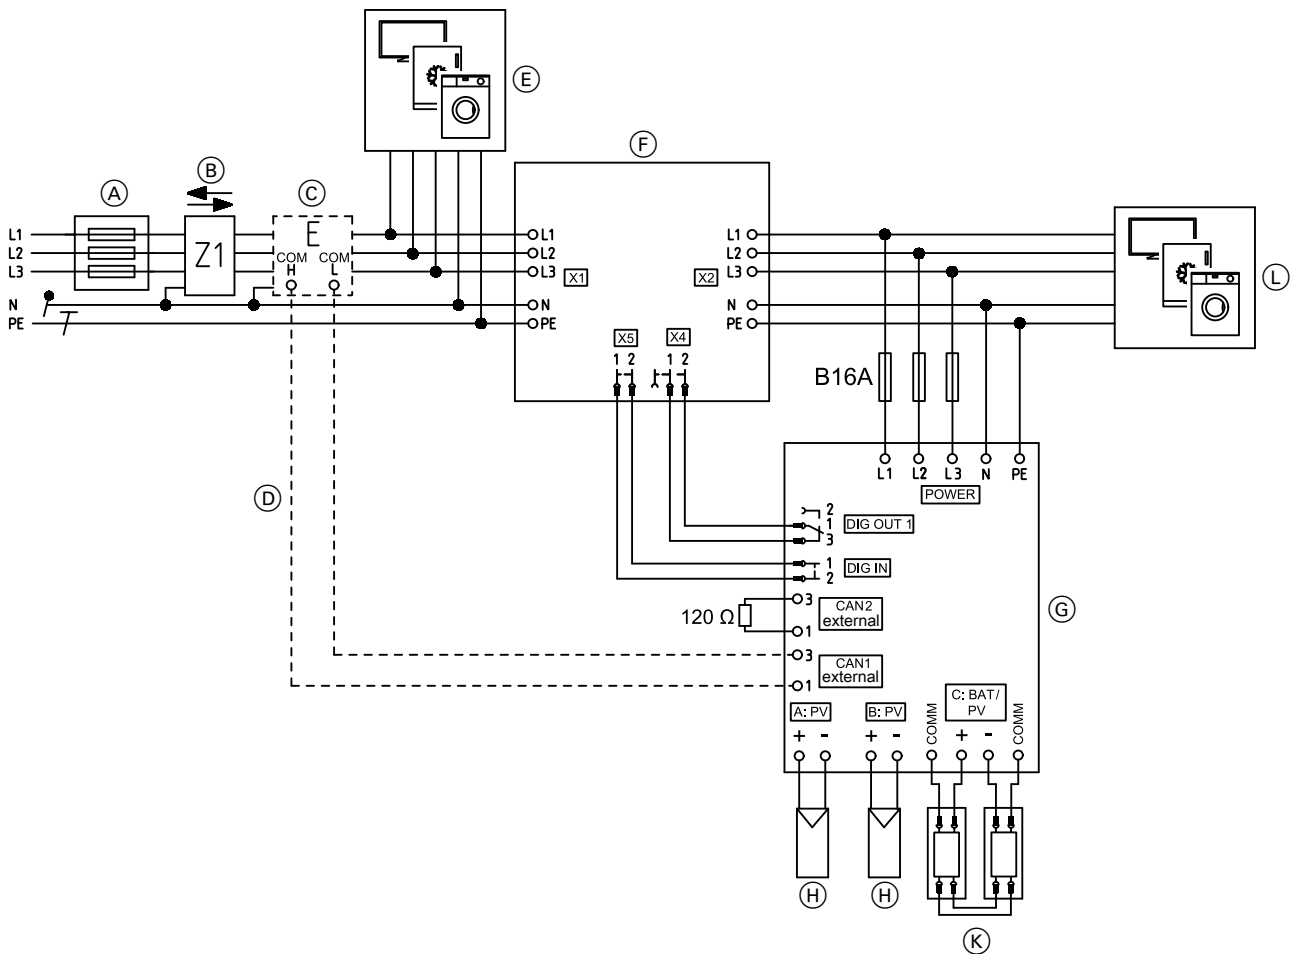 E
F
B
A
C
L1
L2
L3
N
PE
Z1
E
COM
H
COM
L
L1
L2
L3
N
PE
X1
X2
L1
L2
L3
N
PE
X5
X4
1 2
1 2
L
B16A
D
L1 L2 L3 N PE
POWER
2
1
3
DIG OUT 1
1
2
DIG IN
120 Ω
3
1
CAN2
external
3
1
CAN1
external
G
A: PV
+ -
B: PV
+ -
C: BAT/
PV
COMM + - COMM
H
H
K